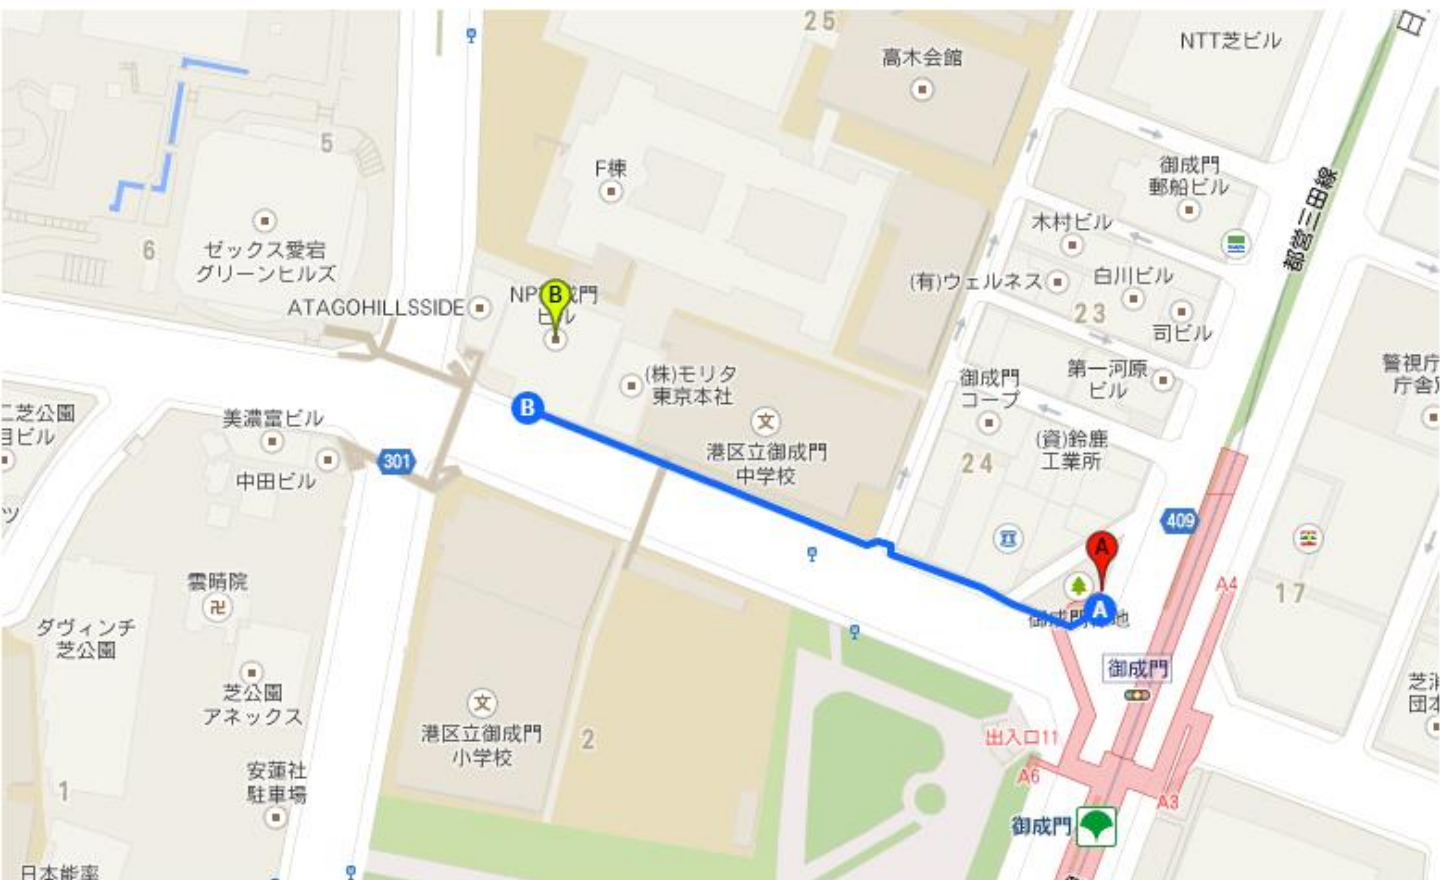 25
NTT芝ビル
高木会館
5
F棟
御成門
郵船ビル
木村ビル
都営三田線
6
ゼックス愛宕
グリーンヒルズ
(有)ウェルネス
白川ビル
23
司ビル
ATAGOHILLSSIDE
B
ビル
第一河原
ビル
警視庁
(株)モリタ
東京本社
御成門
コープ
B
二芝公園
目ビル
美濃富ビル
文
港区立御成門
中学校
(資)鈴鹿
工業所
24
301
中田ビル
ツ
409
A
A4
17
雲晴院
卍
A
ダヴィンチ
芝公園
御成門
芝公園
アネックス
文
港区立御成門
小学校
2
出入口11
A6
A3
安蓮社
駐車場
1
御成門
日本能率